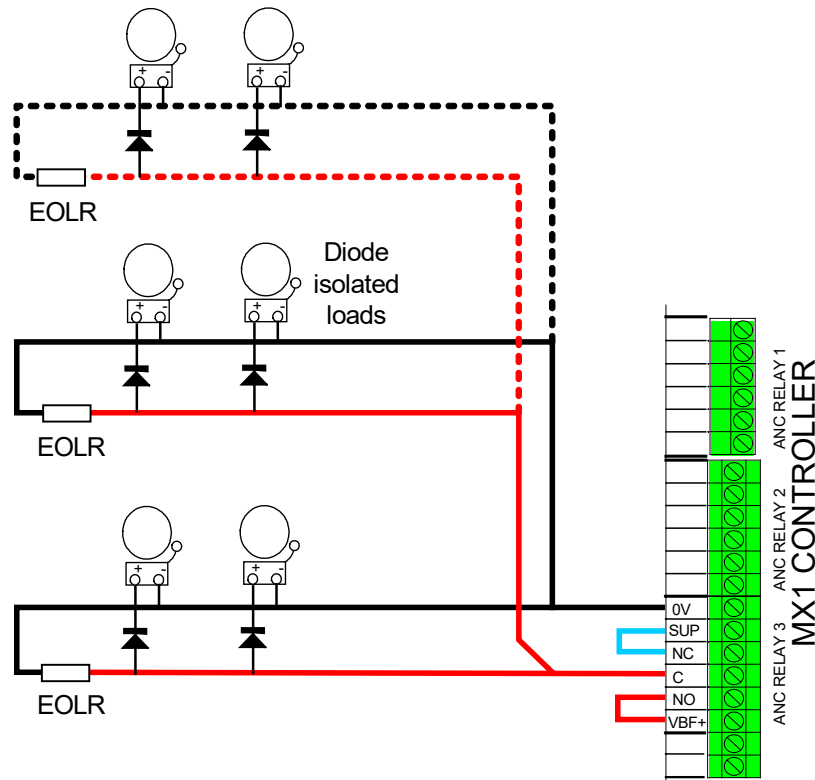 + -
+ -
EOLR
Diode
isolated
loads
+ -
+ -
EOLR
+ -
+ -
EOLR
ANC RELAY 1
ANC RELAY 2
ANC RELAY 3
MX1 CONTROLLER
0V
SUP
NC
C
NO
VBF+